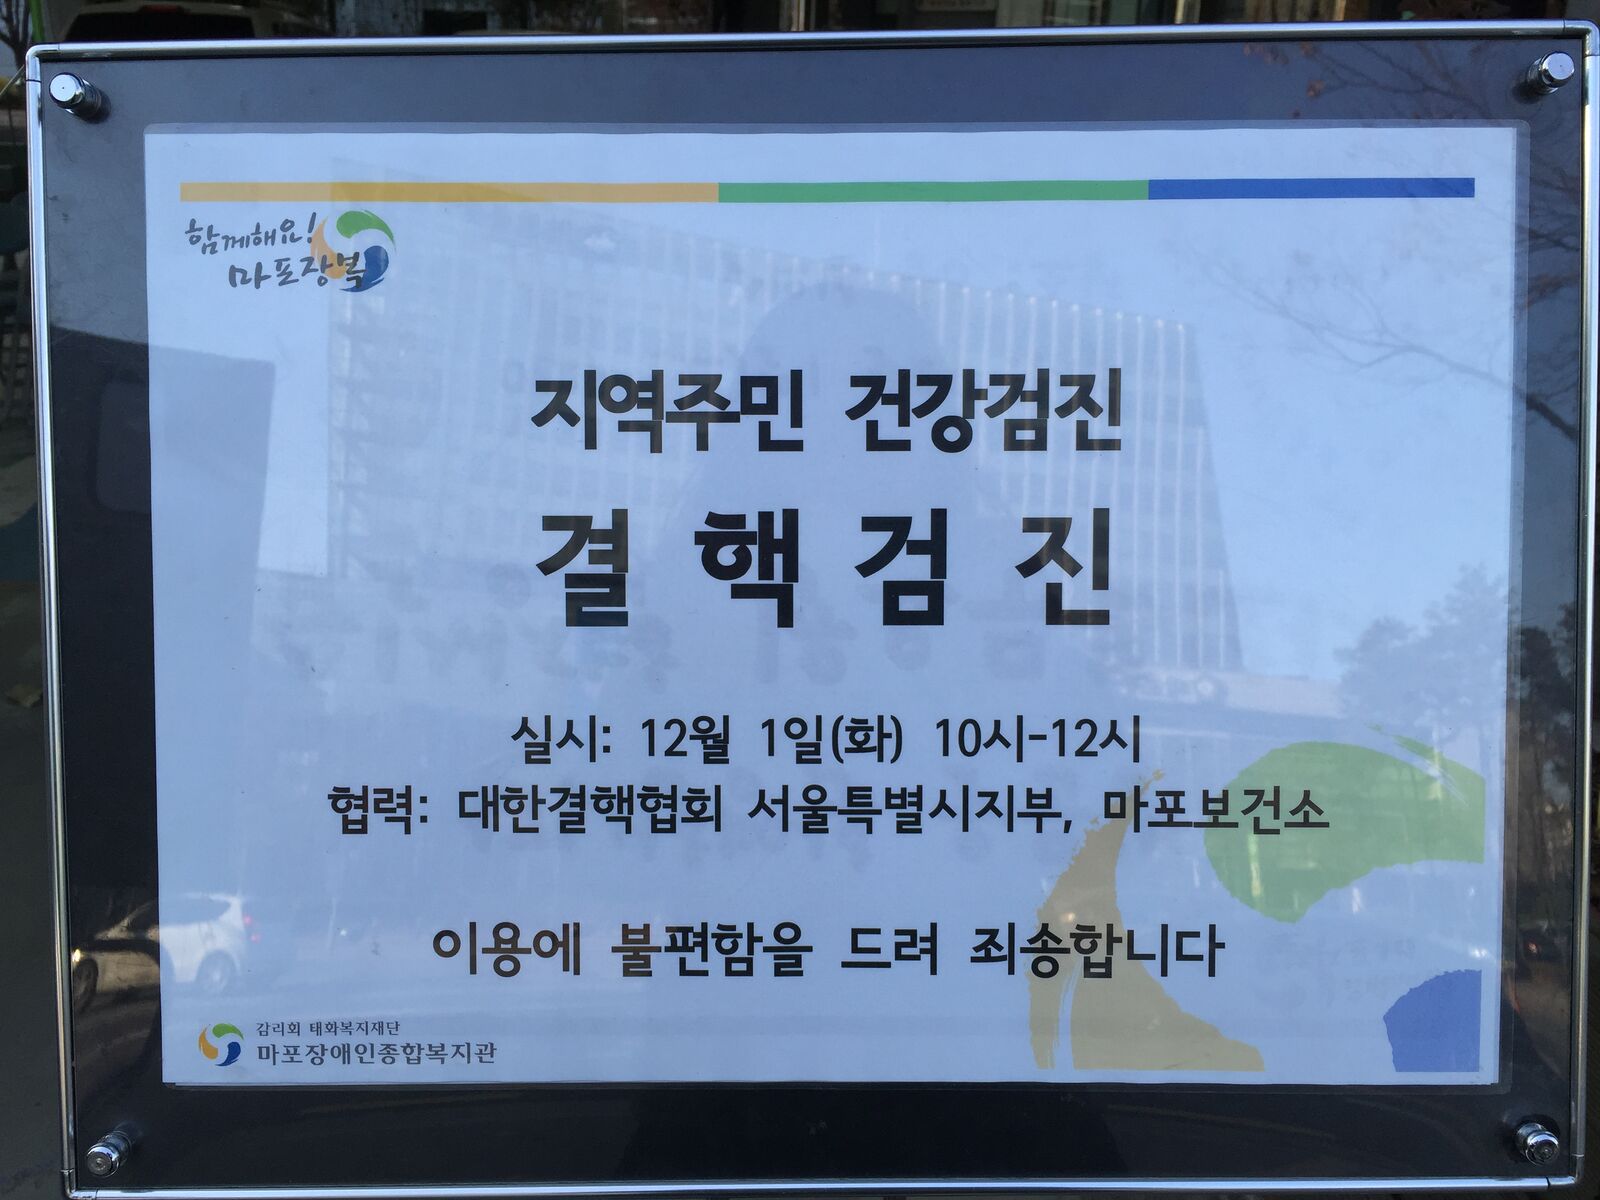 함께해요!
마포장복
지역주민 건강검진
결핵검진
실시: 12월 1일(화) 10시-12시
협력: 대한결핵협회 서울특별시지부, 마포보건소
이용에 불편함을 드려 죄송합니다
감리회 태화복지재단
마포장애인종합복지관